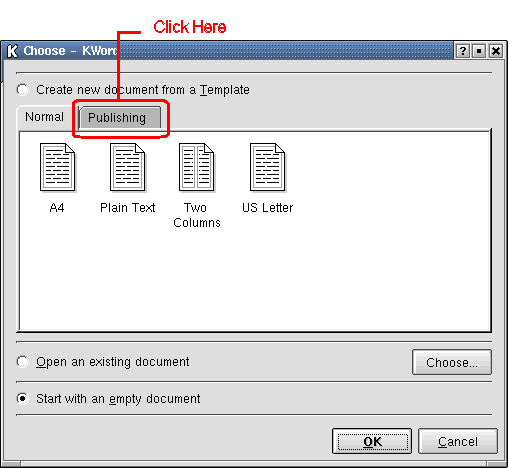 Click Here
Choose - KWord
Create new document from a Template
Normal
Publishing
A4
Plain Text
Two
Columns
US Letter
Open an existing document
Choose...
Start with an empty document
OK
Cancel